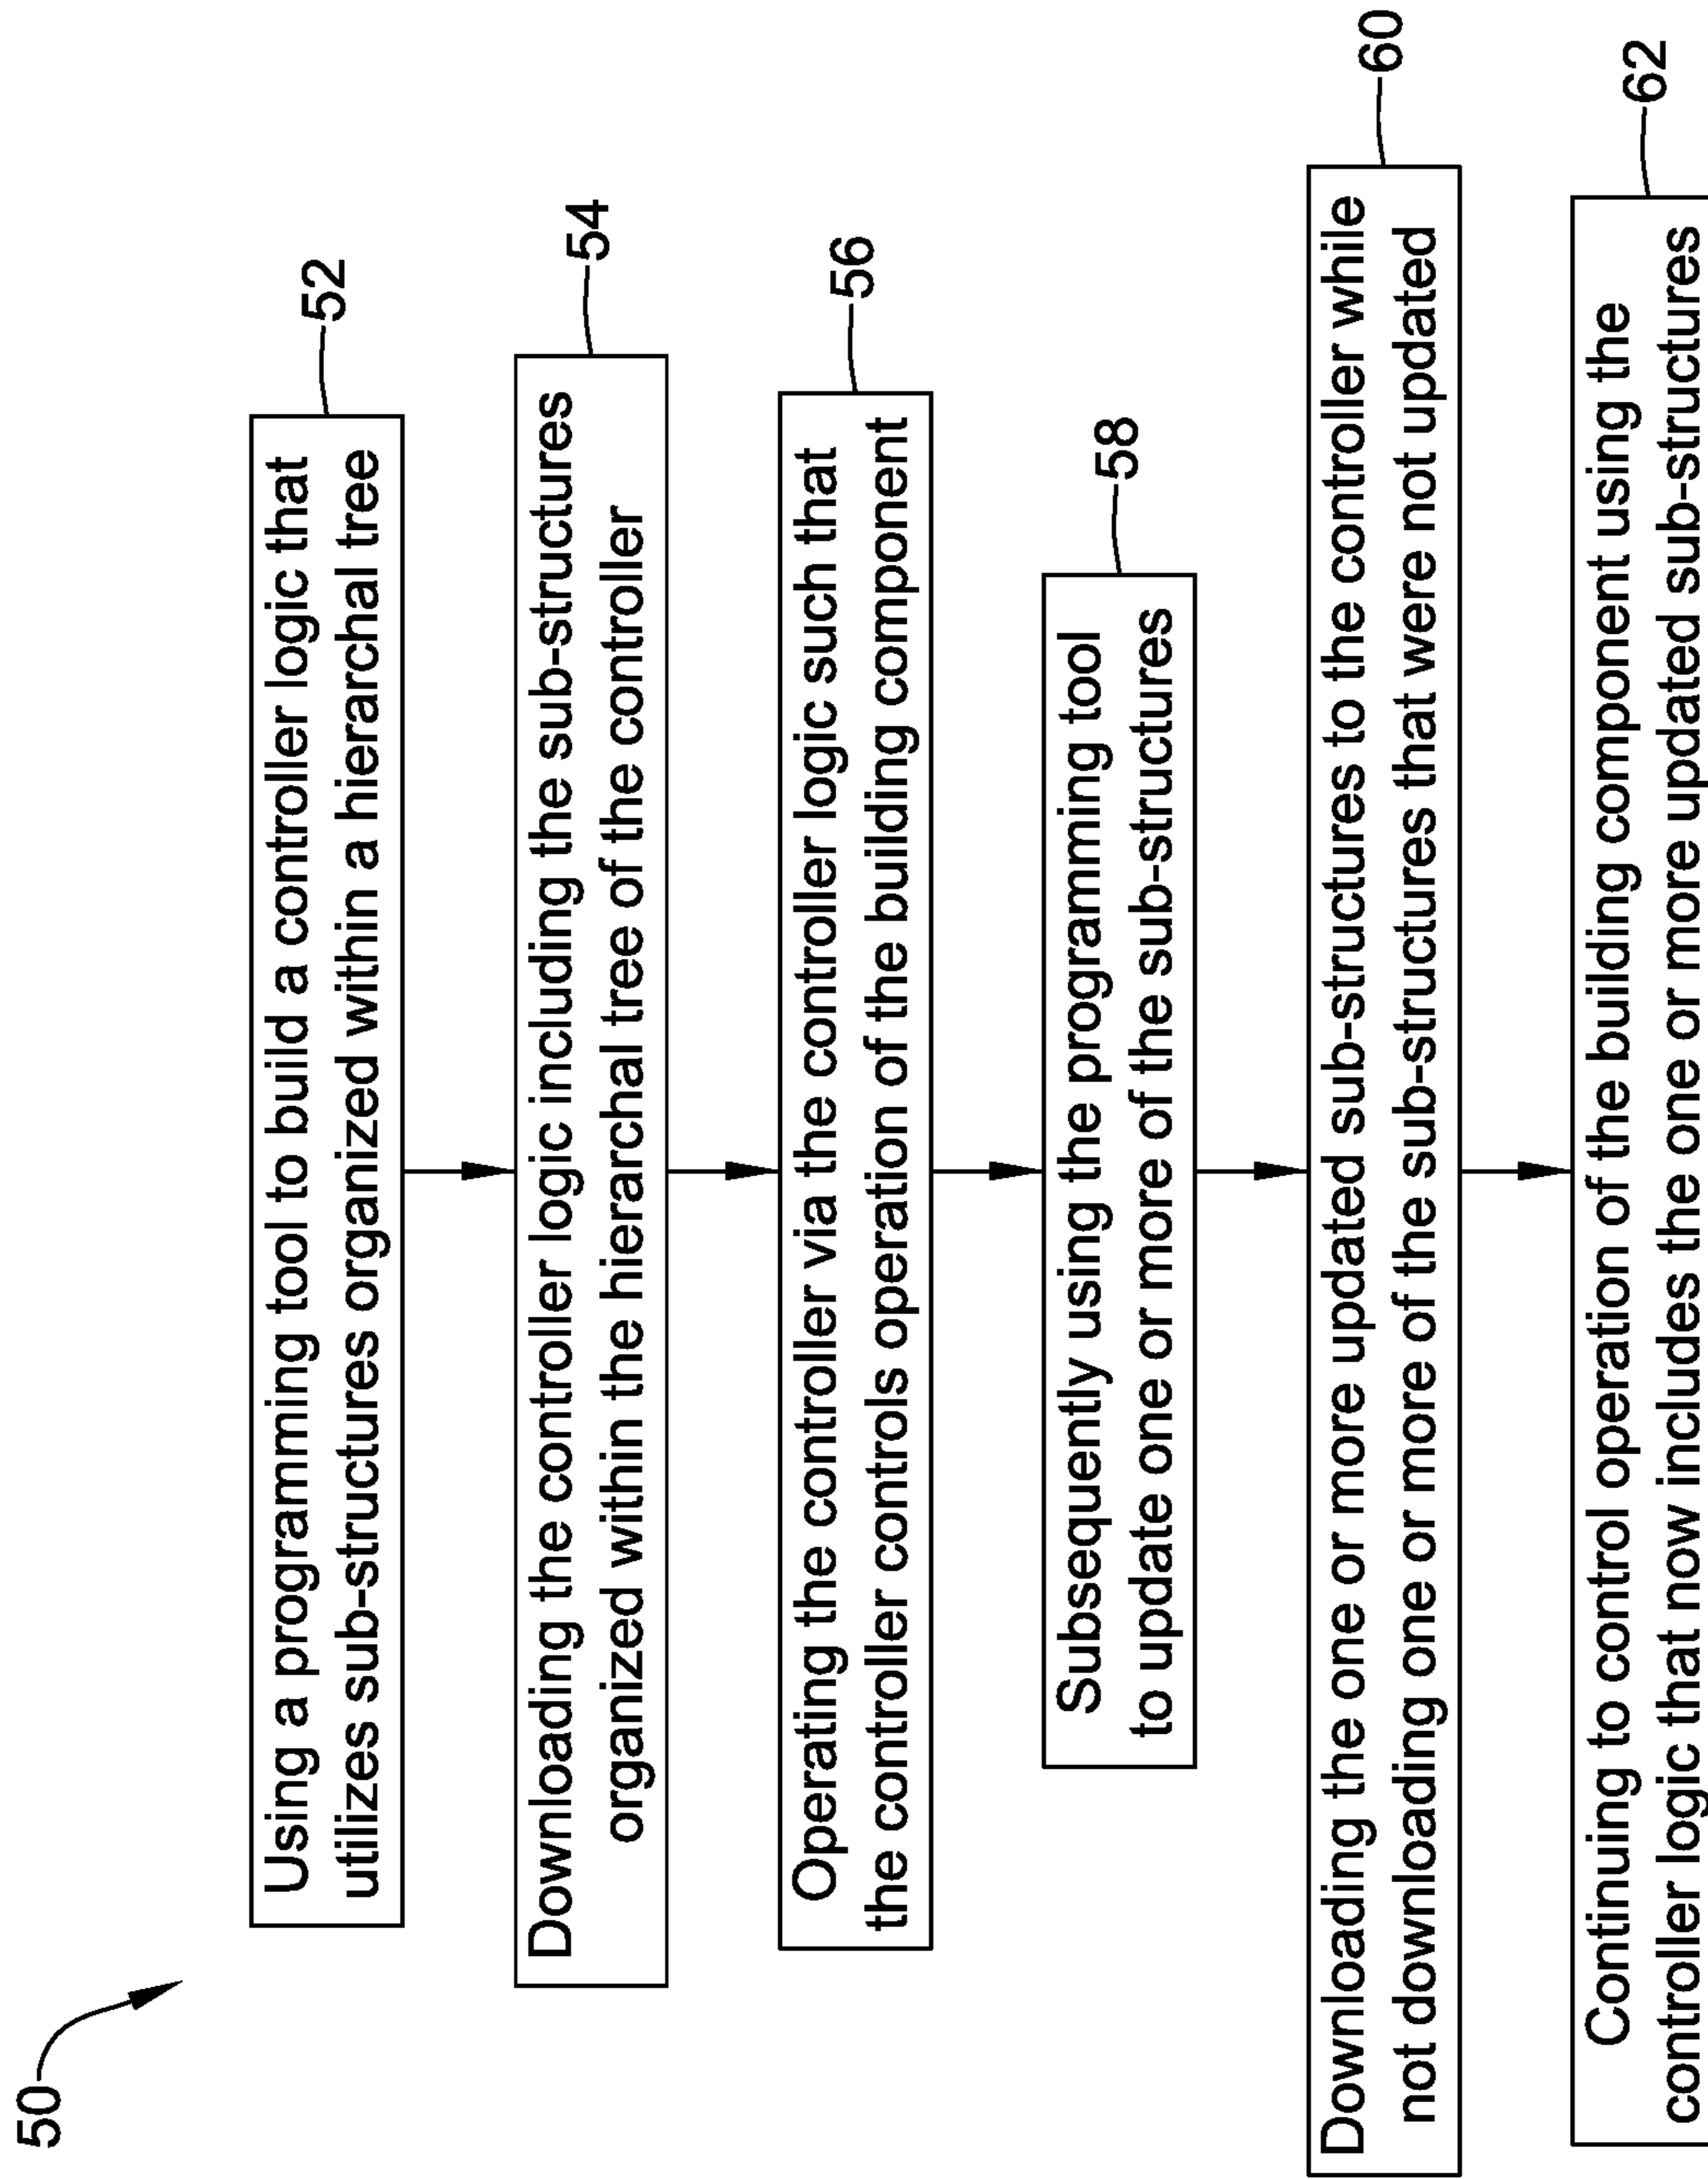 50
Using a programming tool to build a controller logic that
utilizes sub-structures organized within a hierarchal tree
52
Downloading the controller logic including the sub-structures
organized within the hierarchal tree of the controller
54
Operating the controller via the controller logic such that
the controller controls operation of the building component
56
Subsequently using the programming tool
to update one or more of the sub-structures
58
Downloading the one or more updated sub-structures to the controller while
not downloading one or more of the sub-structures that were not updated
60
Continuing to control operation of the building component using the
controller logic that now includes the one or more updated sub-structures
62